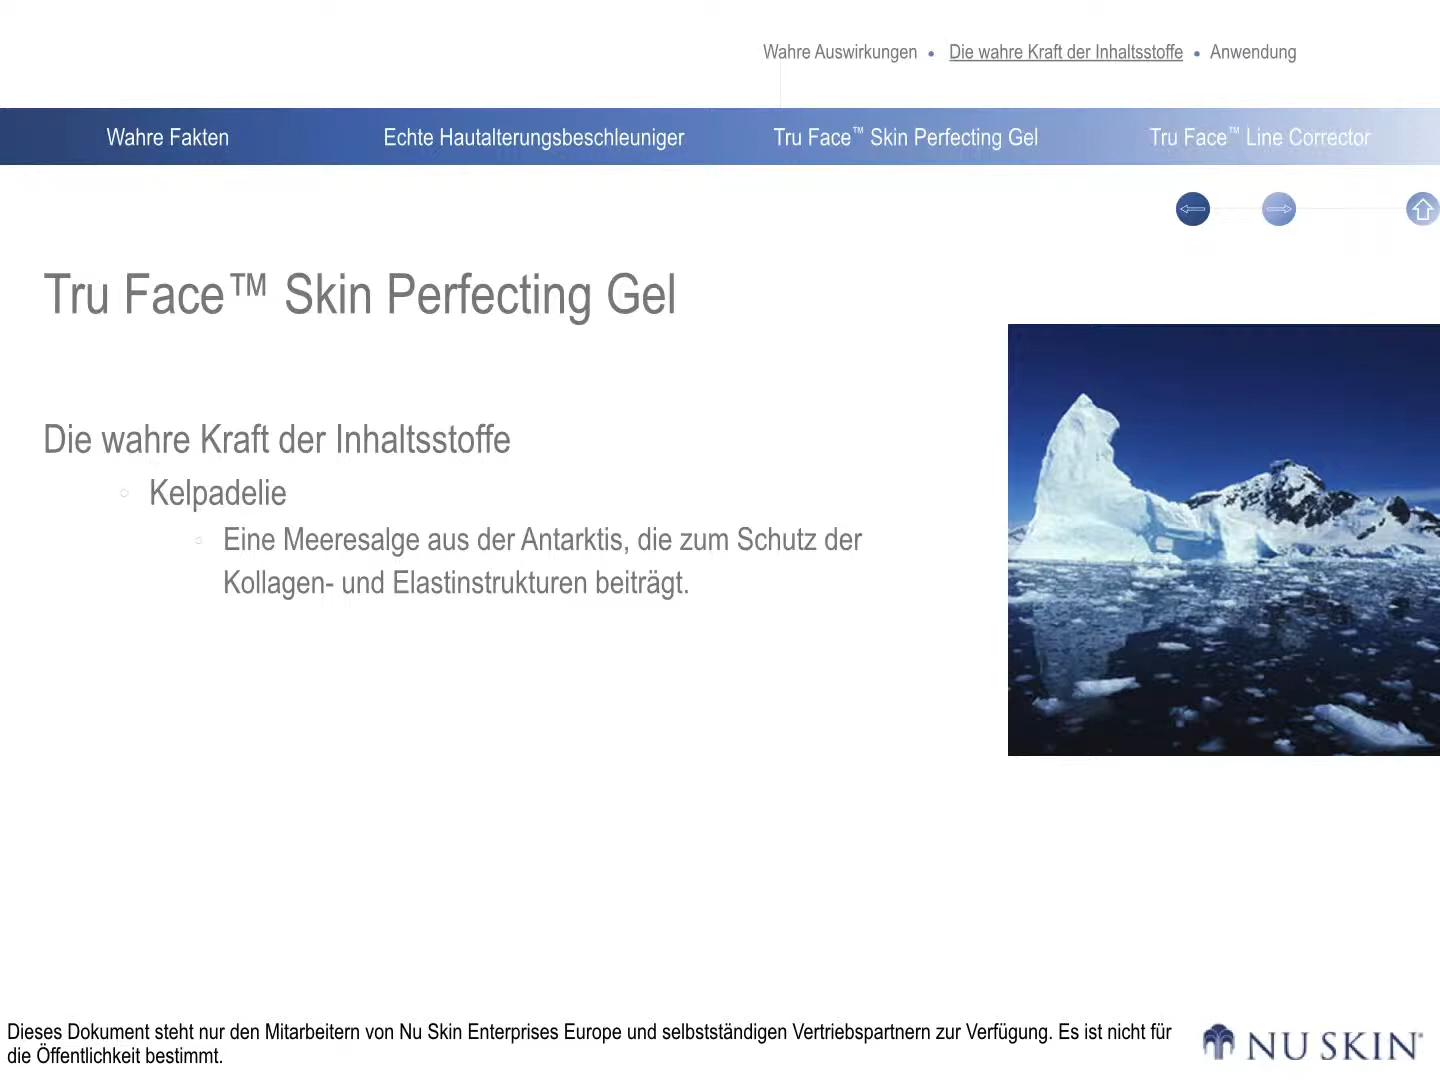 Wahre Auswirkungen • Die wahre Kraft der Inhaltsstoffe • Anwendung
Wahre Fakten
Echte Hautalterungsbeschleuniger
Tru Face™ Skin Perfecting Gel
Tru Face™ Line Corrector
Tru Face™ Skin Perfecting Gel
Die wahre Kraft der Inhaltsstoffe
Kelpadelie
Eine Meeresalge aus der Antarktis, die zum Schutz der
Kollagen- und Elastinstrukturen beiträgt.
Dieses Dokument steht nur den Mitarbeitern von Nu Skin Enterprises Europe und selbstständigen Vertriebspartnern zur Verfügung. Es ist nicht für
die Öffentlichkeit bestimmt.
NU SKIN®